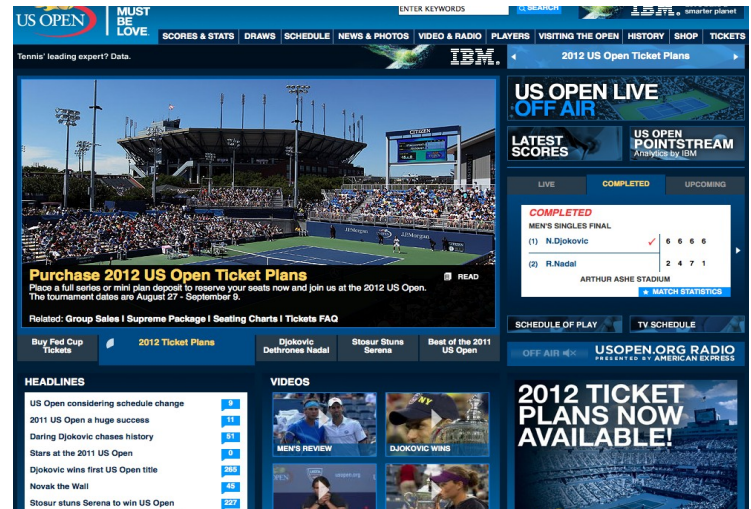 US OPEN
MUST
BE
LOVE.
ENTER KEYWORDS
SEARCH
IBM. smarter planet
SCORES & STATS DRAWS SCHEDULE NEWS & PHOTOS VIDEO & RADIO PLAYERS VISITING THE OPEN HISTORY SHOP TICKETS
Tennis' leading expert? Data.
IBM.
2012 US Open Ticket Plans
CITIZEN
J.P.Morgan
J.P.Morgan
Purchase 2012 US Open Ticket Plans
READ
Place a full series or mini plan deposit to reserve your seats now and join us at the 2012 US Open.
The tournament dates are August 27 - September 9.
Related: Group Sales I Supreme Package I Seating Charts I Tickets FAQ
Buy Fed Cup
Tickets
2012 Ticket Plans
Djokovic
Dethrones Nadal
Stosur Stuns
Serena
Best of the 2011
US Open
US OPEN LIVE
OFF AIR
LATEST
SCORES
US OPEN
POINTSTREAM
Analytics by IBM
LIVE COMPLETED UPCOMING
COMPLETED
MEN'S SINGLES FINAL
(1) N.Djokovic ✓ 6 6 6 6
(2) R.Nadal 2 4 7 1
ARTHUR ASHE STADIUM
★ MATCH STATISTICS
SCHEDULE OF PLAY
TV SCHEDULE
OFF AIR
USOPEN.ORG RADIO
PRESENTED BY AMERICAN EXPRESS
HEADLINES
US Open considering schedule change 9
2011 US Open a huge success 11
Daring Djokovic chases history 51
Stars at the 2011 US Open 0
Djokovic wins first US Open title 265
Novak the Wall 45
Stosur stuns Serena to win US Open 227
VIDEOS
MEN'S REVIEW
NY
DJOKOVIC WINS
2012 TICKET
PLANS NOW
AVAILABLE!